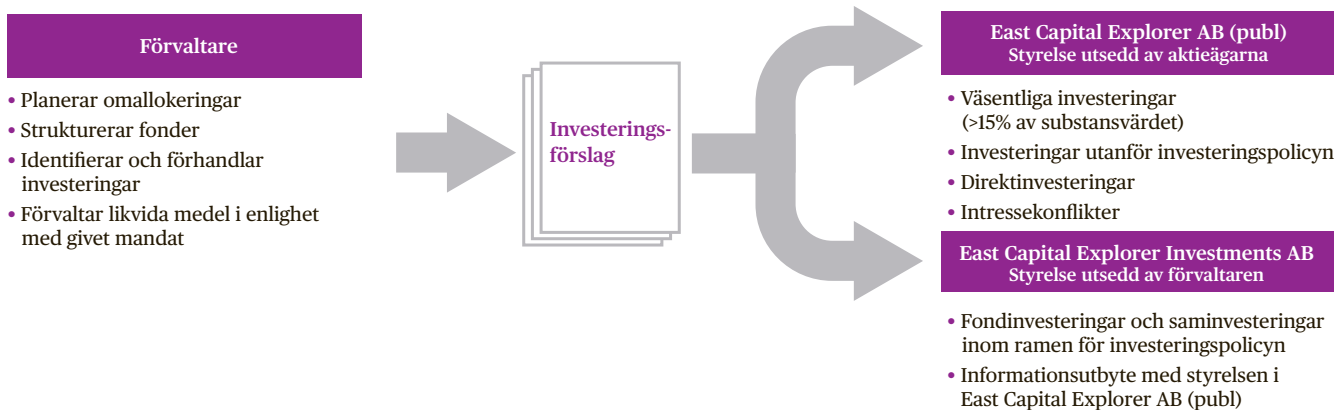 Förvaltare
• Planerar omallokeringar
• Strukturerar fonder
• Identifierar och förhandlar
investeringar
• Förvaltar likvida medel i enlighet
med givet mandat
Investerings-
förslag
East Capital Explorer AB (publ)
Styrelse utsedd av aktieägarna
• Väsentliga investeringar
(>15% av substansvärdet)
• Investeringar utanför investeringspolicyn
• Direktinvesteringar
• Intressekonflikter
East Capital Explorer Investments AB
Styrelse utsedd av förvaltaren
• Fondinvesteringar och saminvesteringar
inom ramen för investeringspolicyn
• Informationsutbyte med styrelsen i
East Capital Explorer AB (publ)